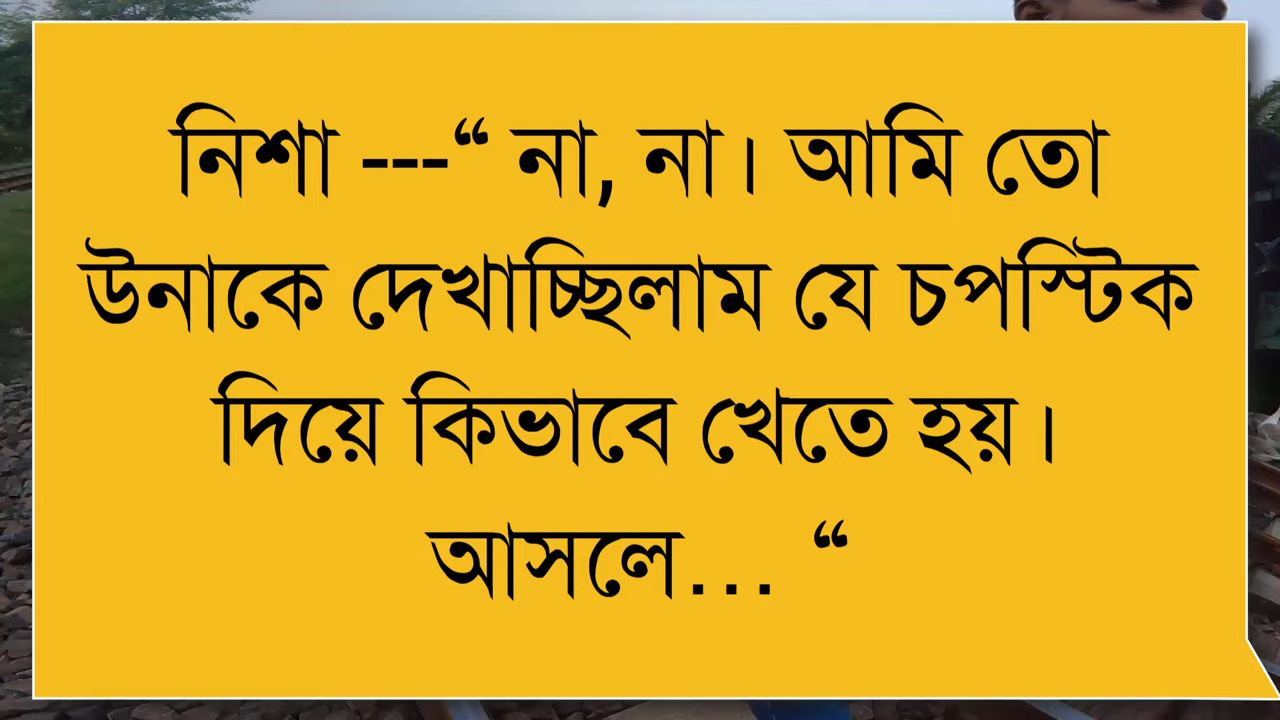 নিশা ---“ না, না। আমি তো
উনাকে দেখাচ্ছিলাম যে চপস্টিক
দিয়ে কিভাবে খেতে হয়।
আসলে... “